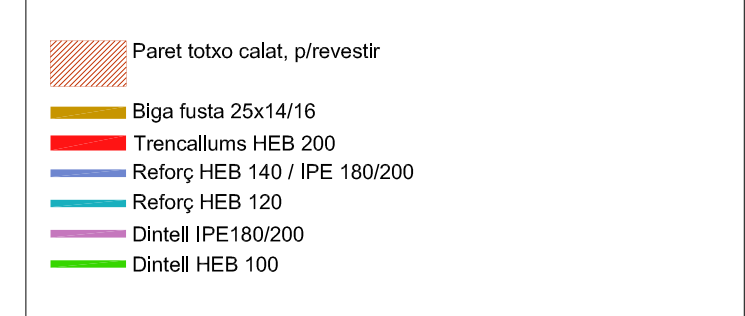 Paret totxo calat, p/revestir
Biga fusta 25x14/16
Trencallums HEB 200
Reforç HEB 140 / IPE 180/200
Reforç HEB 120
Dintell IPE180/200
Dintell HEB 100